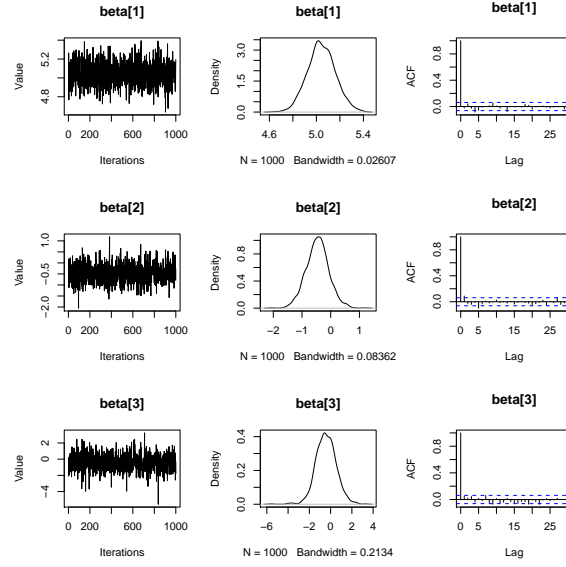 beta[1]
beta[1]
beta[1]
Value
4.8 5.2
0 200 600 1000
Iterations
Density
0.0 1.5 3.0
4.6 5.0 5.4
N = 1000 Bandwidth = 0.02607
ACF
0.0 0.4 0.8
0 5 15 25
Lag
beta[2]
beta[2]
beta[2]
Value
−2.0 −0.5 1.0
0 200 600 1000
Iterations
Density
0.0 0.4 0.8
−2 −1 0 1
N = 1000 Bandwidth = 0.08362
ACF
0.0 0.4 0.8
0 5 15 25
Lag
beta[3]
beta[3]
beta[3]
Value
−4 0 2
0 200 600 1000
Iterations
Density
0.0 0.2 0.4
−6 −4 −2 0 2 4
N = 1000 Bandwidth = 0.2134
ACF
0.0 0.4 0.8
0 5 15 25
Lag